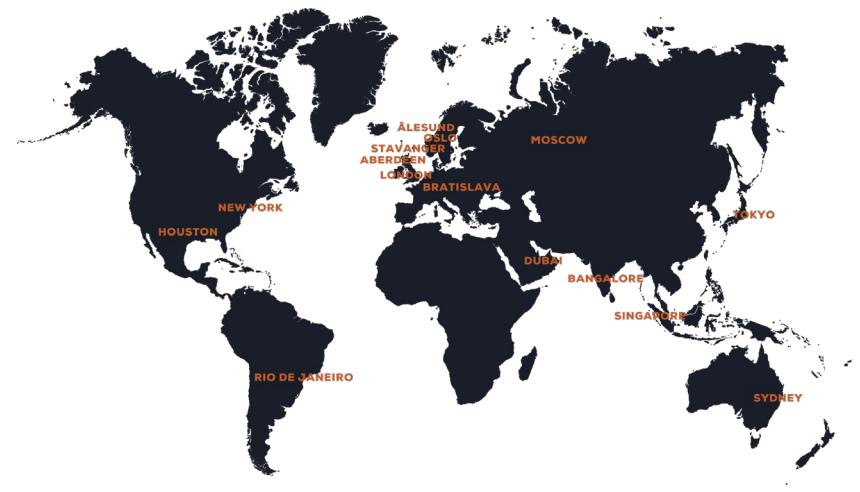 ÅLESUND
OSLO
MOSCOW
STAVANGER
ABERDEEN
LONDON
BRATISLAVA
NEW YORK
TOKYO
HOUSTON
DUBAI
BANGALORE
SINGAPORE
RIO DE JANEIRO
SYDNEY